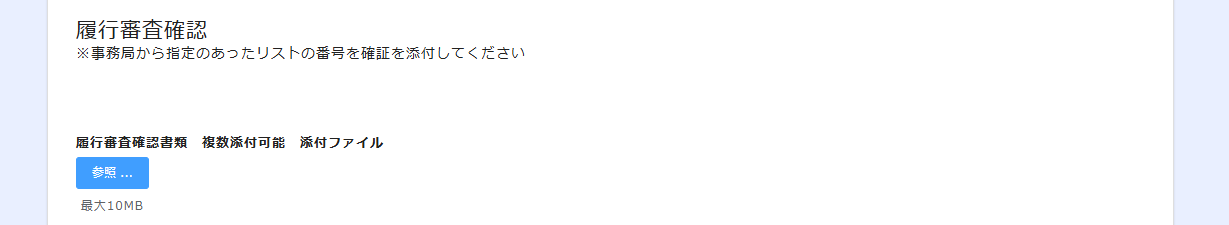 履行審査確認
※事務局から指定のあったリストの番号を確証を添付してください
履行審査確認書類　複数添付可能　添付ファイル
参照 ...
最大10MB